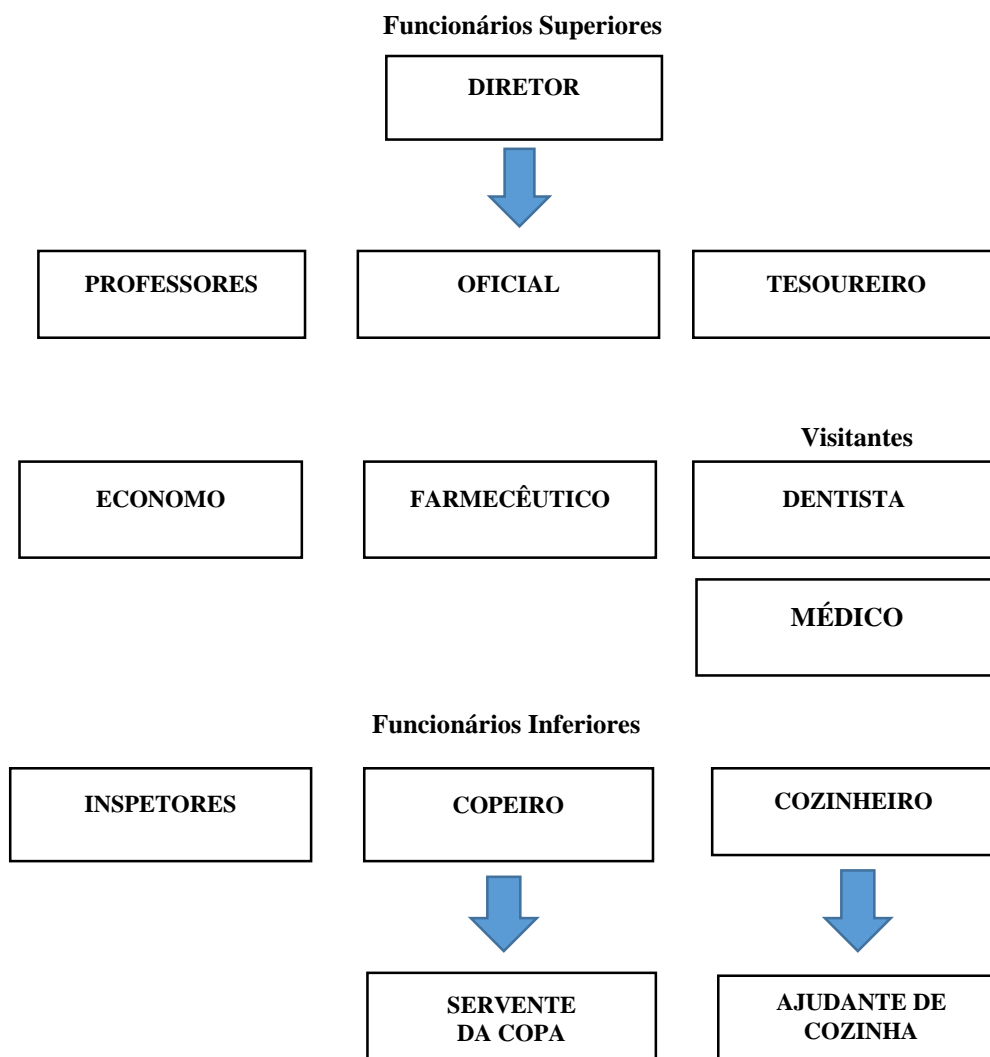 Funcionários Superiores
DIRETOR
PROFESSORES
OFICIAL
TESOUREIRO
Visitantes
ECONOMO
FARMECÊUTICO
DENTISTA
MÉDICO
Funcionários Inferiores
INSPETORES
COPEIRO
COZINHEIRO
SERVENTE
DA COPA
AJUDANTE DE
COZINHA